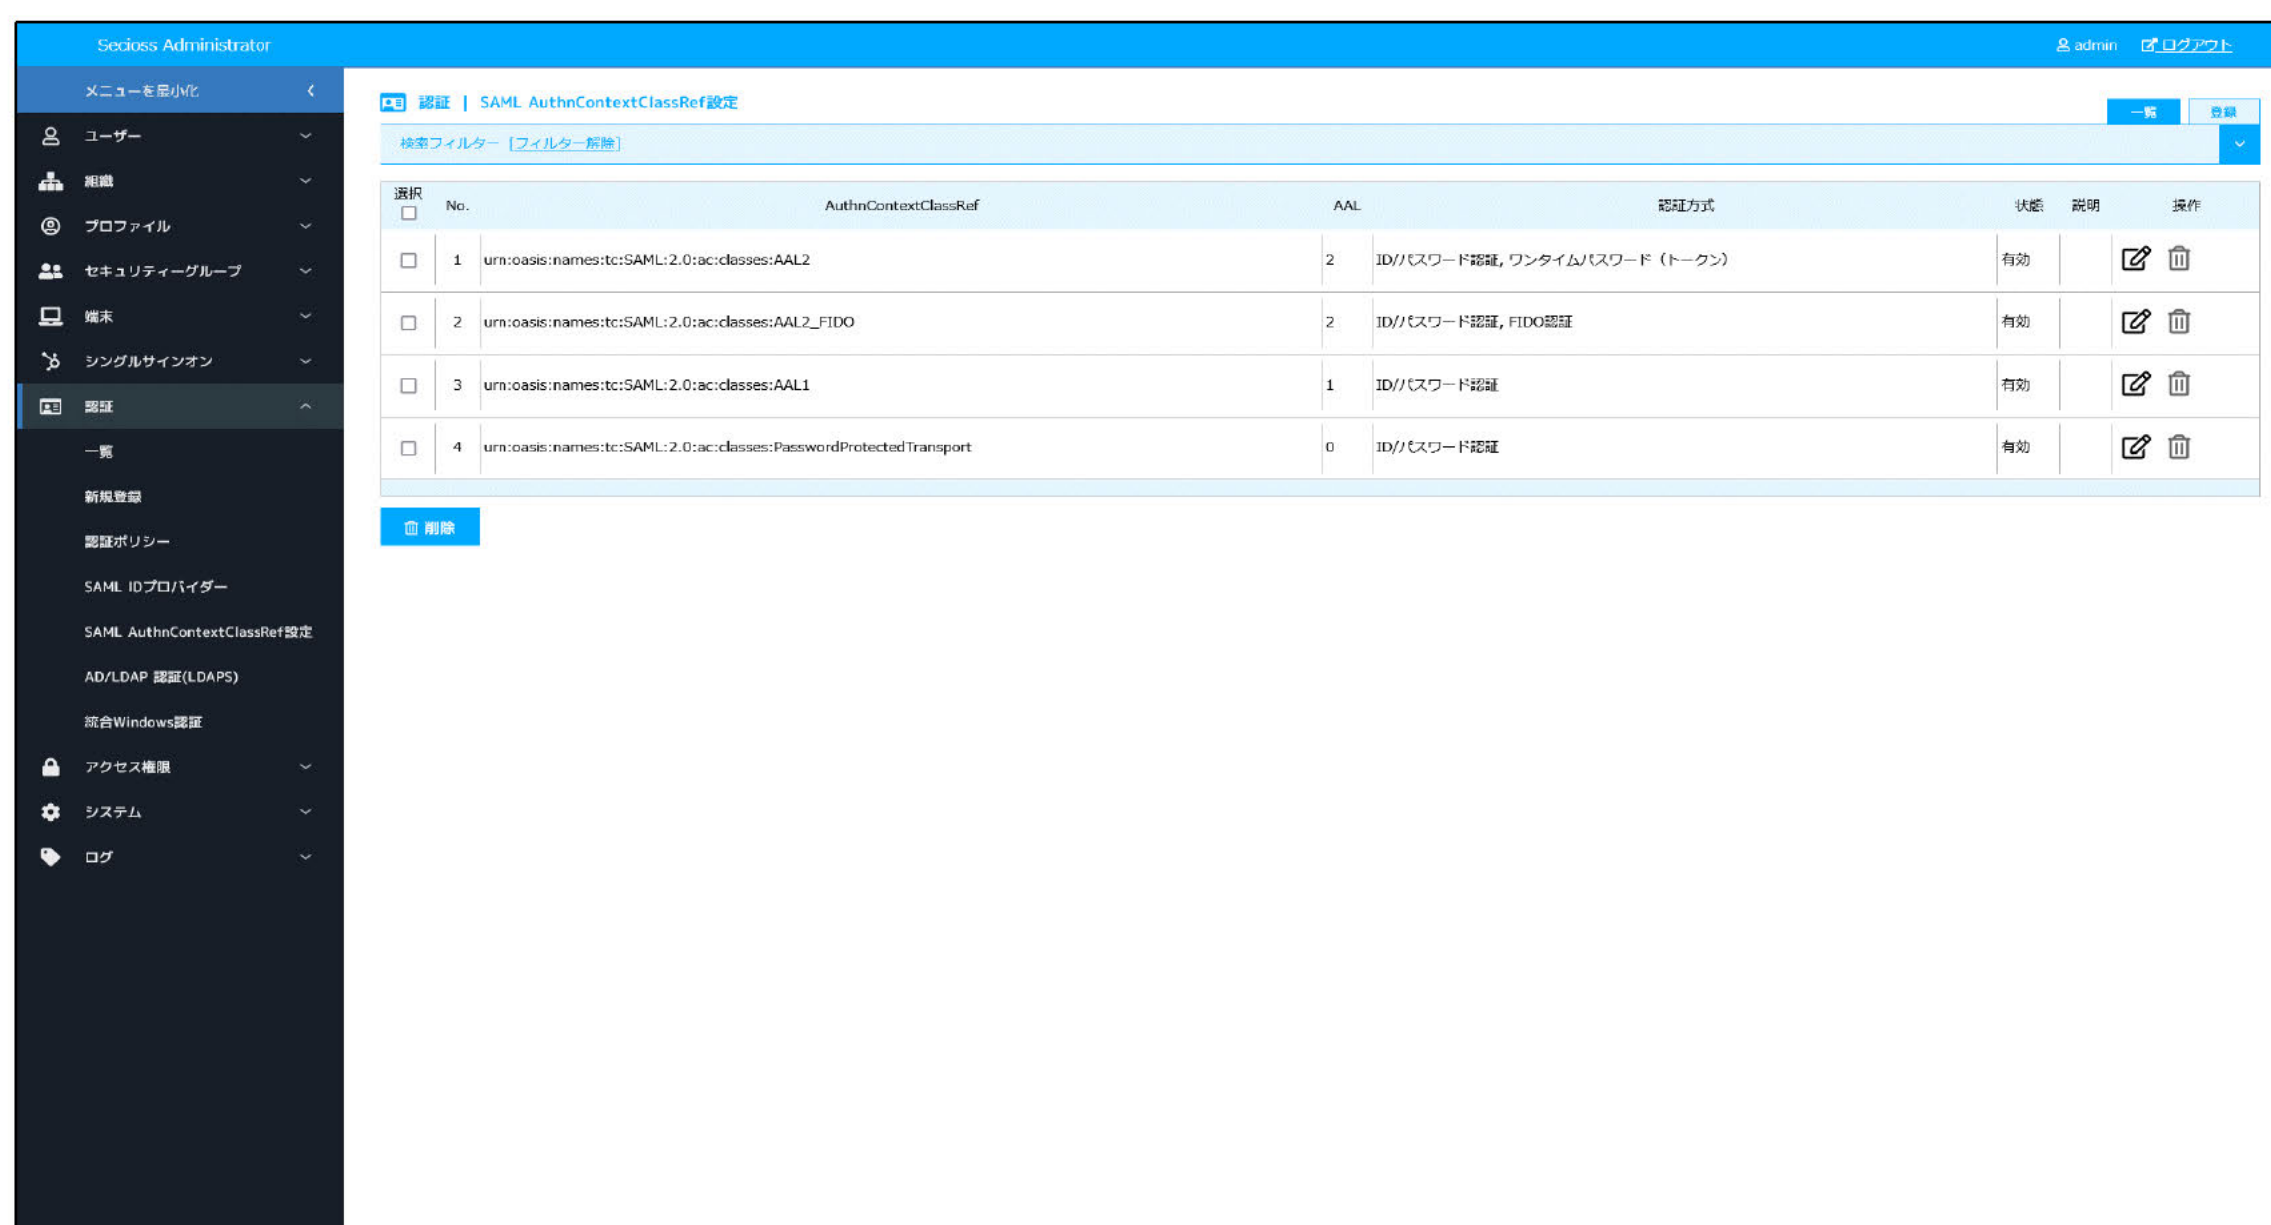 Secioss Administrator
admin ログアウト
メニューを最小化
ユーザー
組織
プロファイル
セキュリティーグループ
端末
シングルサインオン
認証
一覧
新規登録
認証ポリシー
SAML IDプロバイダー
SAML AuthnContextClassRef設定
AD/LDAP 認証(LDAPS)
統合Windows認証
アクセス権限
システム
ログ
認証 | SAML AuthnContextClassRef設定
一覧 登録
検索フィルター [フィルター解除]
選択 No. AuthnContextClassRef AAL 認証方式 状態 説明 操作
1 urn:oasis:names:tc:SAML:2.0:ac:classes:AAL2 2 ID/パスワード認証, ワンタイムパスワード（トークン） 有効
2 urn:oasis:names:tc:SAML:2.0:ac:classes:AAL2_FIDO 2 ID/パスワード認証, FIDO認証 有効
3 urn:oasis:names:tc:SAML:2.0:ac:classes:AAL1 1 ID/パスワード認証 有効
4 urn:oasis:names:tc:SAML:2.0:ac:classes:PasswordProtectedTransport 0 ID/パスワード認証 有効
削除